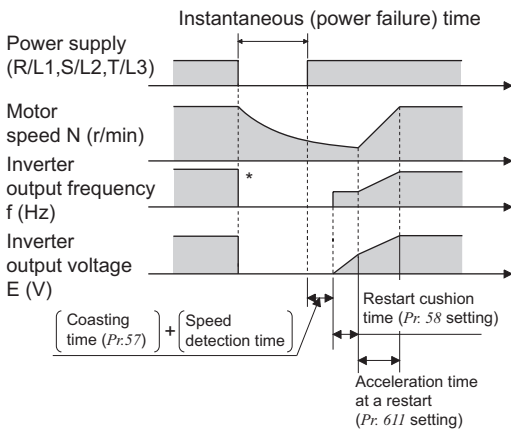 Instantaneous (power failure) time
Power supply
(R/L1,S/L2,T/L3)
Motor
speed N (r/min)
Inverter
output frequency
f (Hz)
*
Inverter
output voltage
E (V)
Coasting
time (Pr.57)
+
Speed
detection time
Restart cushion
time (Pr. 58 setting)
Acceleration time
at a restart
(Pr. 611 setting)